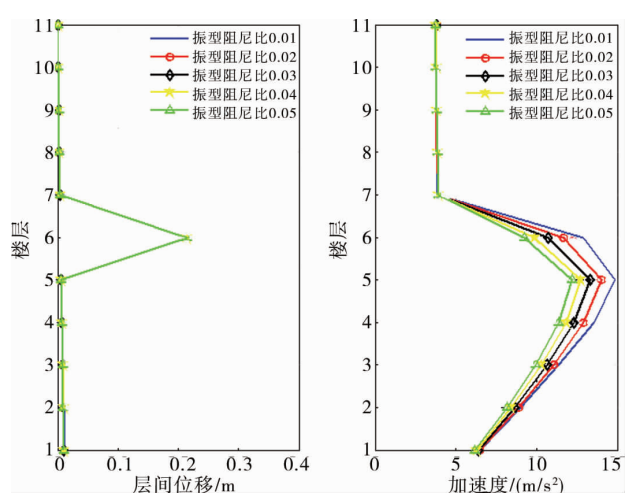 11
10
9
8
7
6
5
4
3
2
1
楼层
振型阻尼比0.01
振型阻尼比0.02
振型阻尼比0.03
振型阻尼比0.04
振型阻尼比0.05
0 0.1 0.2 0.3 0.4
层间位移/m
11
10
9
8
7
6
5
4
3
2
1
楼层
振型阻尼比0.01
振型阻尼比0.02
振型阻尼比0.03
振型阻尼比0.04
振型阻尼比0.05
0 5 10 15
加速度/(m/s²)